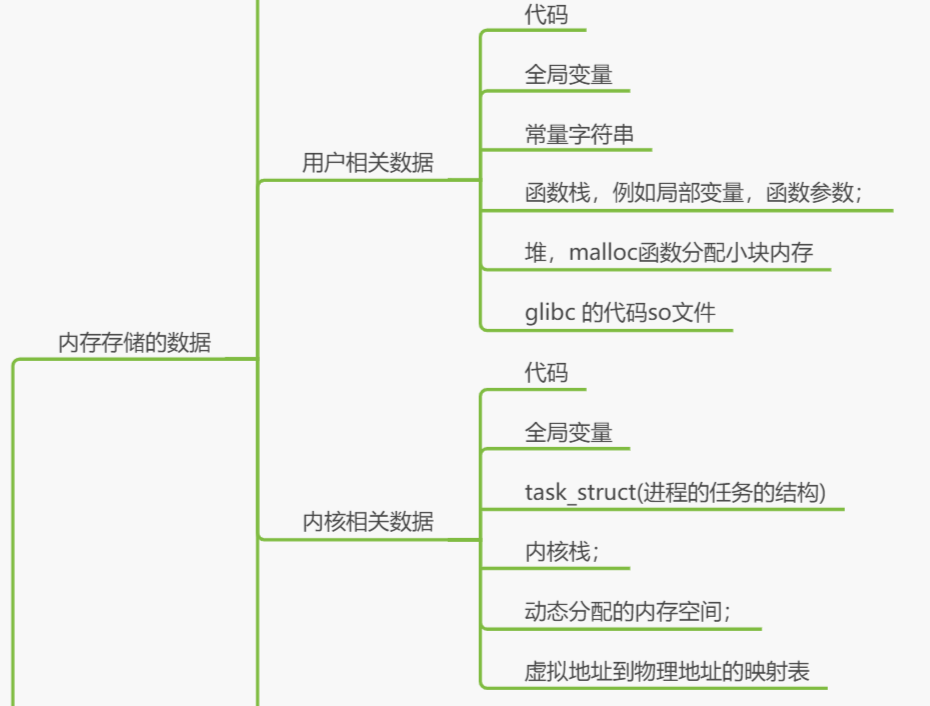 代码
全局变量
常量字符串
用户相关数据
函数栈，例如局部变量，函数参数；
堆，malloc函数分配小块内存
glibc 的代码so文件
内存存储的数据
代码
全局变量
task_struct(进程的任务的结构)
内核相关数据
内核栈；
动态分配的内存空间；
虚拟地址到物理地址的映射表